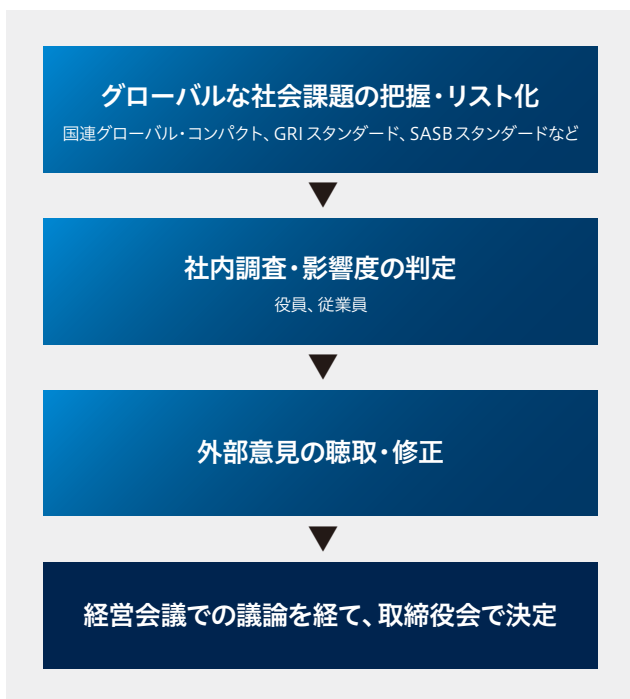 グローバルな社会課題の把握・リスト化
国連グローバル・コンパクト、GRIスタンダード、SASBスタンダードなど
社内調査・影響度の判定
役員、従業員
外部意見の聴取・修正
経営会議での議論を経て、取締役会で決定